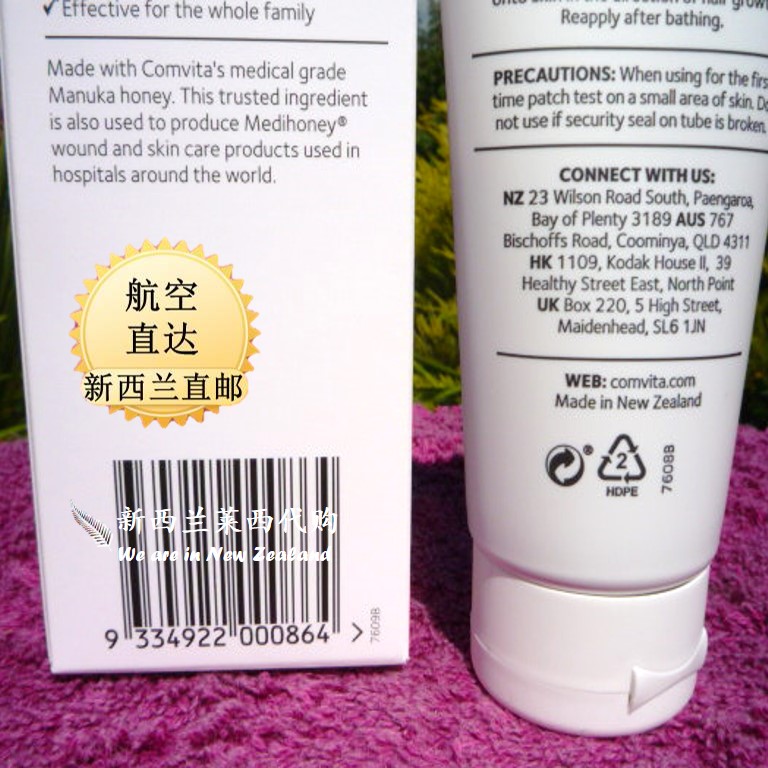 ✓Effective for the whole family
Made with Comvita's medical grade
Manuka honey. This trusted ingredient
is also used to produce Medihoney®
wound and skin care products used in
hospitals around the world.
航空
直达
新西兰直邮
新西兰莱西代购
We are in New Zealand
9 334922 000864 >
7609B
Reapply after bathing.
PRECAUTIONS: When using for the firs
time patch test on a small area of skin. Do
not use if security seal on tube is broken.
CONNECT WITH US:
NZ 23 Wilson Road South, Paengaroa,
Bay of Plenty 3189 AUS 767
Bischoffs Road, Coominya, QLD 4311
HK 1109, Kodak House II, 39
Healthy Street East, North Point
UK Box 220, 5 High Street,
Maidenhead, SL6 1JN
WEB: comvita.com
Made in New Zealand
®
2
HDPE
7608B